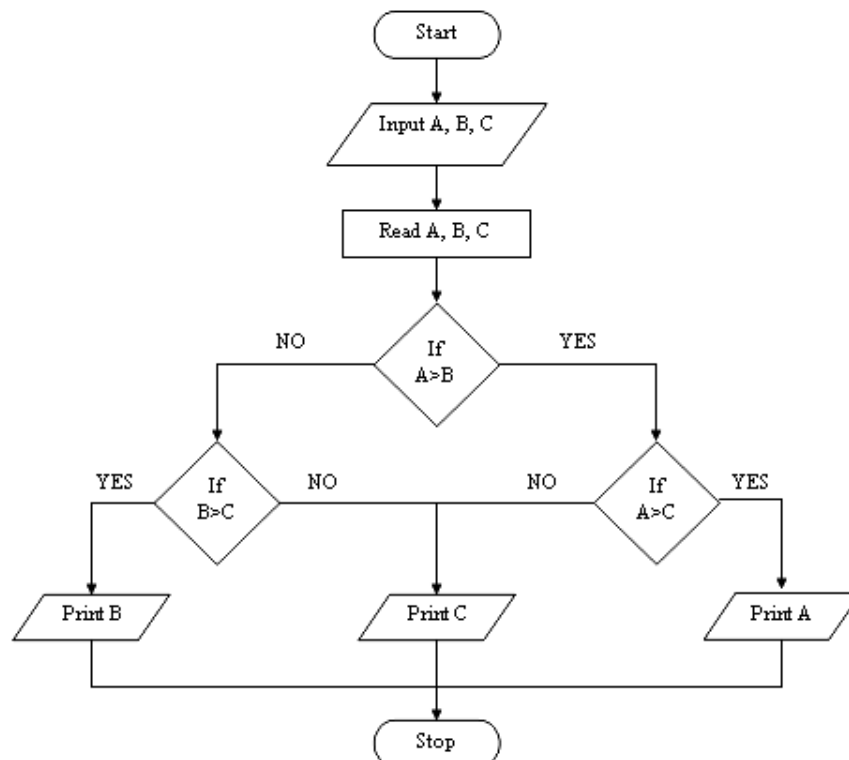 Start
Input A, B, C
Read A, B, C
NO
YES
If
A>B
YES
If
B>C
NO
NO
If
A>C
YES
Print B
Print C
Print A
Stop